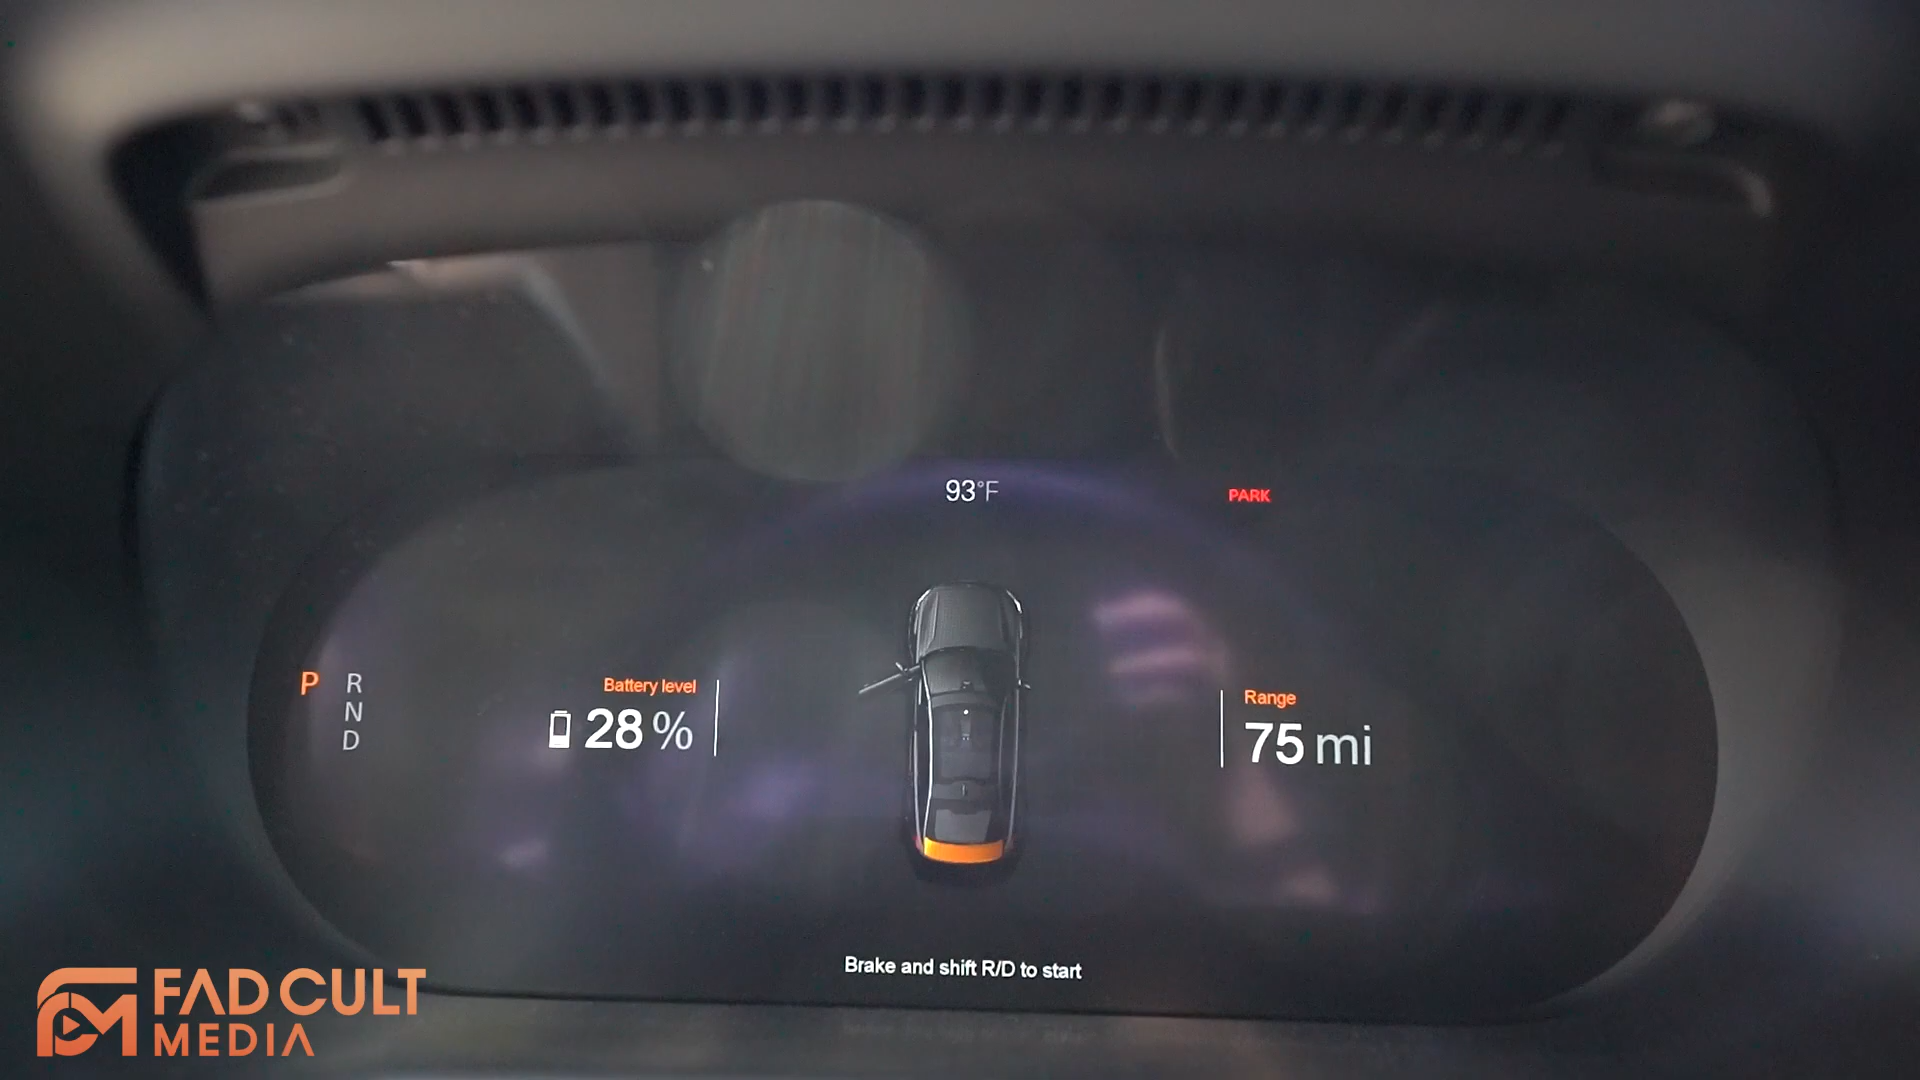 93°F
PARK
P R
N
D
Battery level
28%
Range
75 mi
Brake and shift R/D to start
FAD CULT
MEDIA